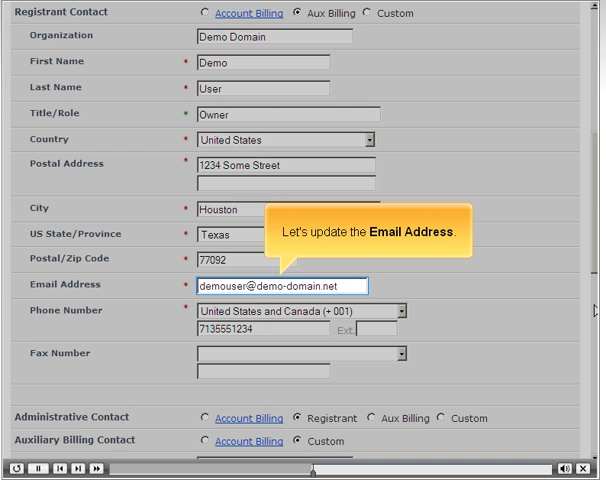 Registrant Contact Account Billing Aux Billing Custom
Organization Demo Domain
First Name * Demo
Last Name * User
Title/Role * Owner
Country * United States
Postal Address * 1234 Some Street
City * Houston
US State/Province * Texas
Let's update the Email Address.
Postal/Zip Code * 77092
Email Address * demouser@demo-domain.net
Phone Number * United States and Canada (+ 001)
7135551234 Ext.
Fax Number
Administrative Contact Account Billing Registrant Aux Billing Custom
Auxiliary Billing Contact Account Billing Custom